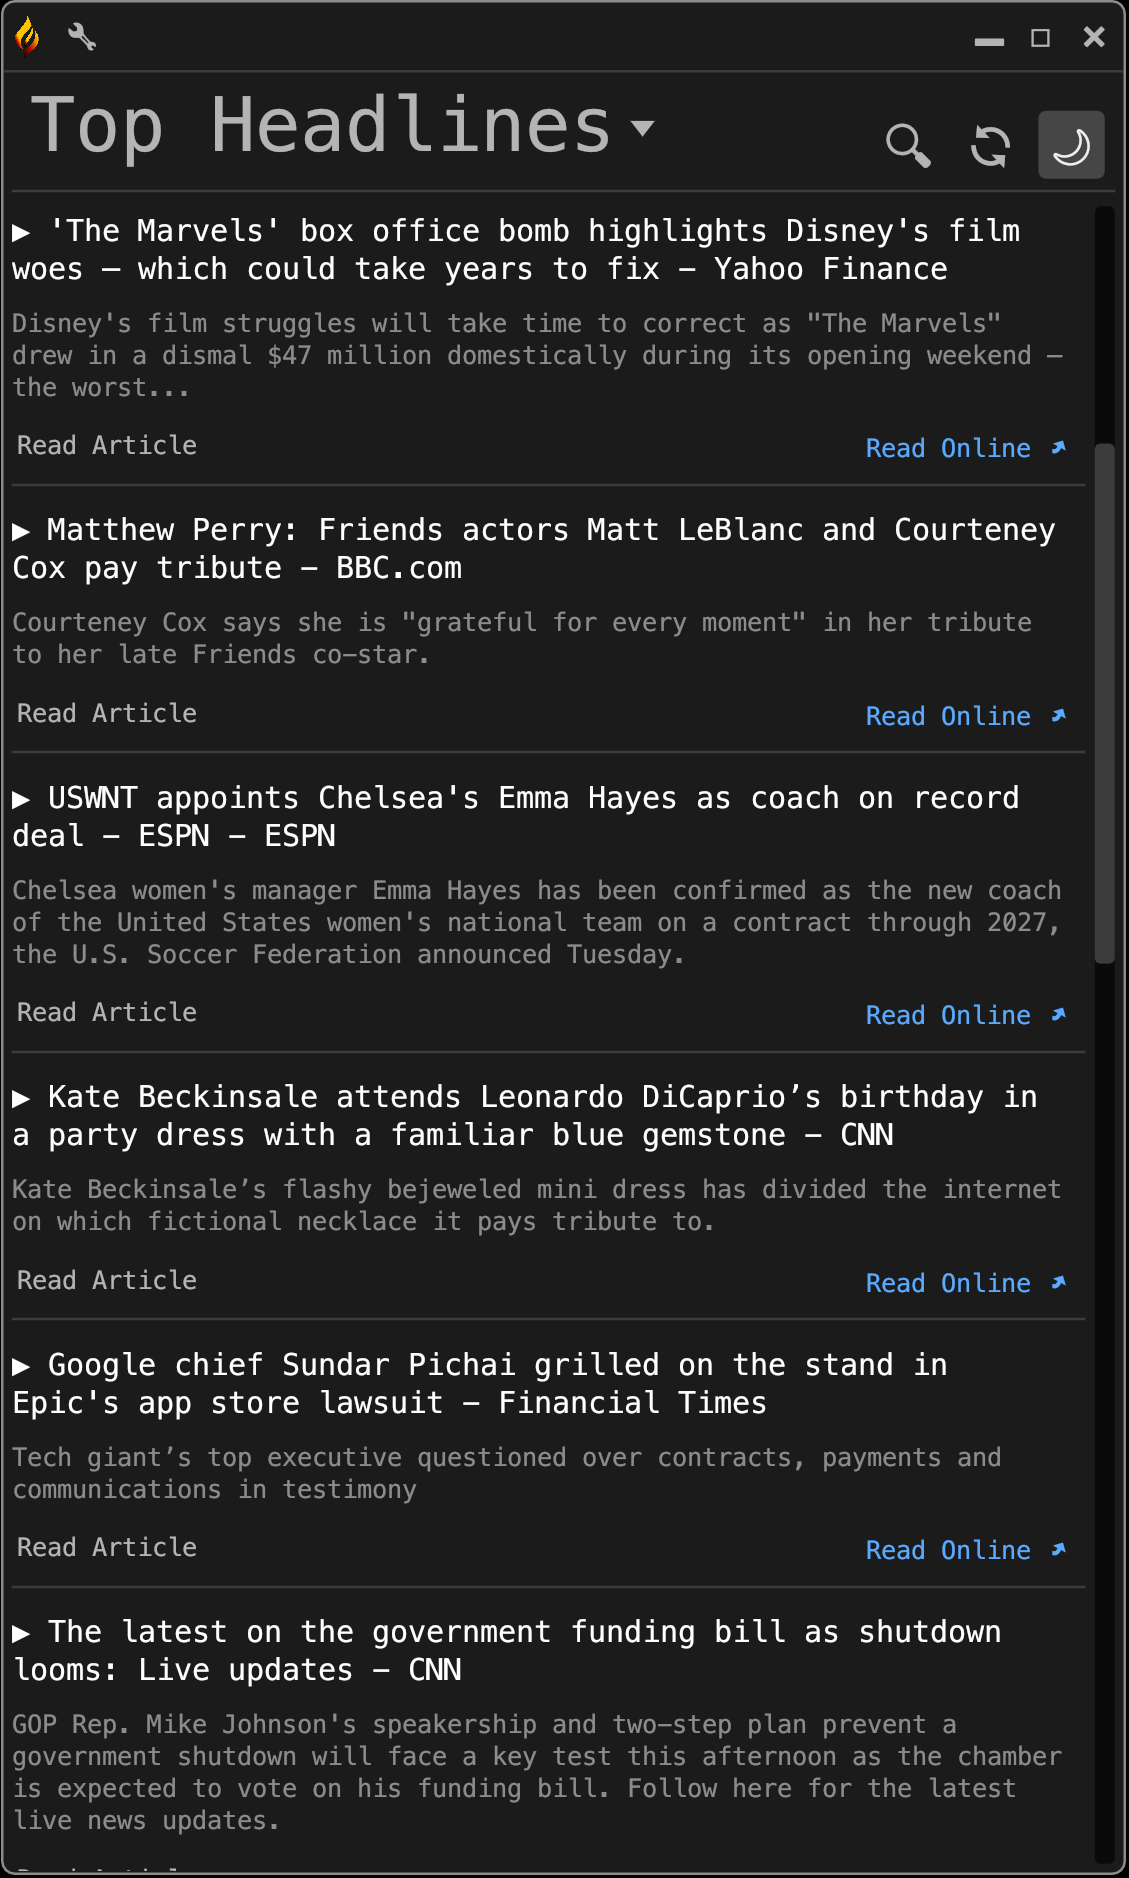 Top Headlines
▶ 'The Marvels' box office bomb highlights Disney's film
woes — which could take years to fix - Yahoo Finance
Disney's film struggles will take time to correct as "The Marvels"
drew in a dismal $47 million domestically during its opening weekend —
the worst...
Read Article
Read Online
▶ Matthew Perry: Friends actors Matt LeBlanc and Courteney
Cox pay tribute - BBC.com
Courteney Cox says she is "grateful for every moment" in her tribute
to her late Friends co-star.
Read Article
Read Online
▶ USWNT appoints Chelsea's Emma Hayes as coach on record
deal - ESPN - ESPN
Chelsea women's manager Emma Hayes has been confirmed as the new coach
of the United States women's national team on a contract through 2027,
the U.S. Soccer Federation announced Tuesday.
Read Article
Read Online
▶ Kate Beckinsale attends Leonardo DiCaprio’s birthday in
a party dress with a familiar blue gemstone - CNN
Kate Beckinsale’s flashy bejeweled mini dress has divided the internet
on which fictional necklace it pays tribute to.
Read Article
Read Online
▶ Google chief Sundar Pichai grilled on the stand in
Epic's app store lawsuit - Financial Times
Tech giant’s top executive questioned over contracts, payments and
communications in testimony
Read Article
Read Online
▶ The latest on the government funding bill as shutdown
looms: Live updates - CNN
GOP Rep. Mike Johnson's speakership and two-step plan prevent a
government shutdown will face a key test this afternoon as the chamber
is expected to vote on his funding bill. Follow here for the latest
live news updates.